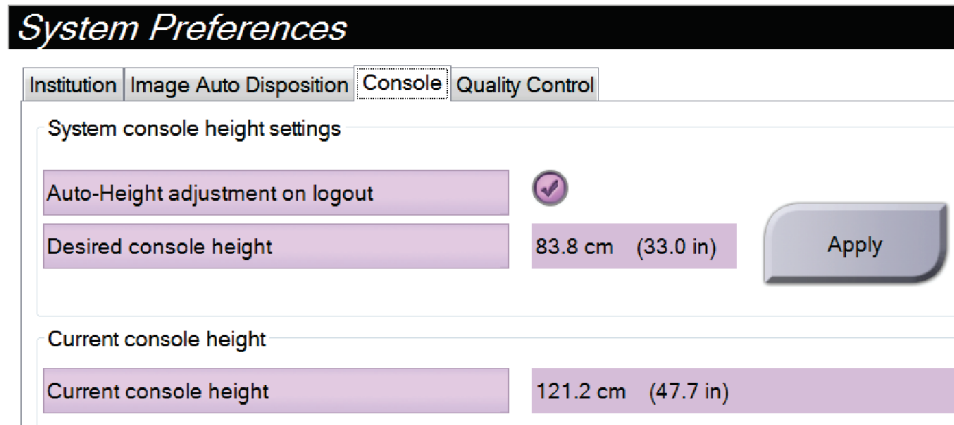 System Preferences
Institution Image Auto Disposition Console Quality Control
System console height settings
Auto-Height adjustment on logout
Desired console height 83.8 cm (33.0 in) Apply
Current console height
Current console height 121.2 cm (47.7 in)